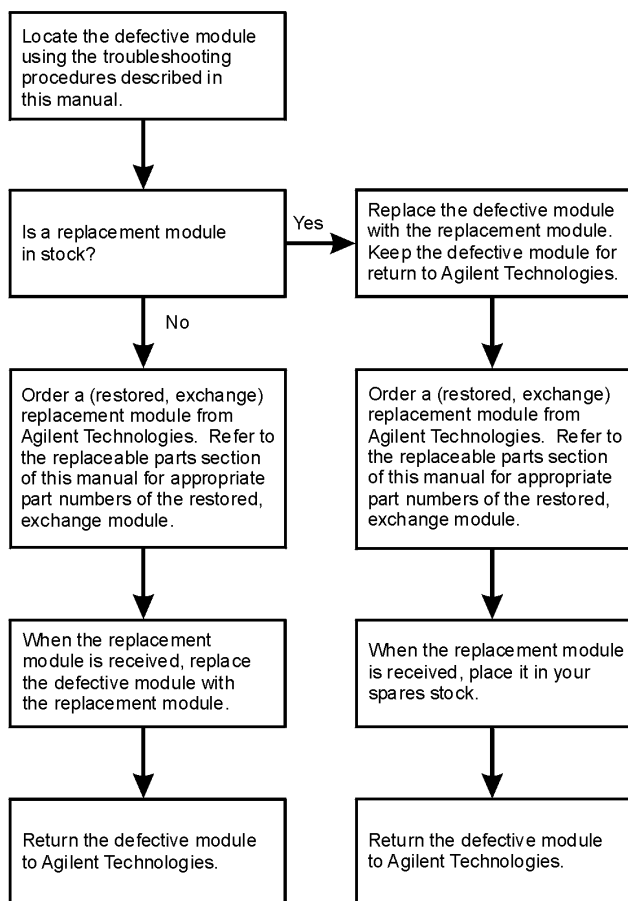 Locate the defective module
using the troubleshooting
procedures described in
this manual.
Is a replacement module
in stock?
Yes
Replace the defective module
with the replacement module.
Keep the defective module for
return to Agilent Technologies.
No
Order a (restored, exchange)
replacement module from
Agilent Technologies.  Refer to
the replaceable parts section
of this manual for appropriate
part numbers of the restored,
exchange module.
Order a (restored, exchange)
replacement module from
Agilent Technologies.  Refer to
the replaceable parts section
of this manual for appropriate
part numbers of the restored,
exchange module.
When the replacement
module is received, replace
the defective module with
the replacement module.
When the replacement module
is received, place it in your
spares stock.
Return the defective module
to Agilent Technologies.
Return the defective module
to Agilent Technologies.